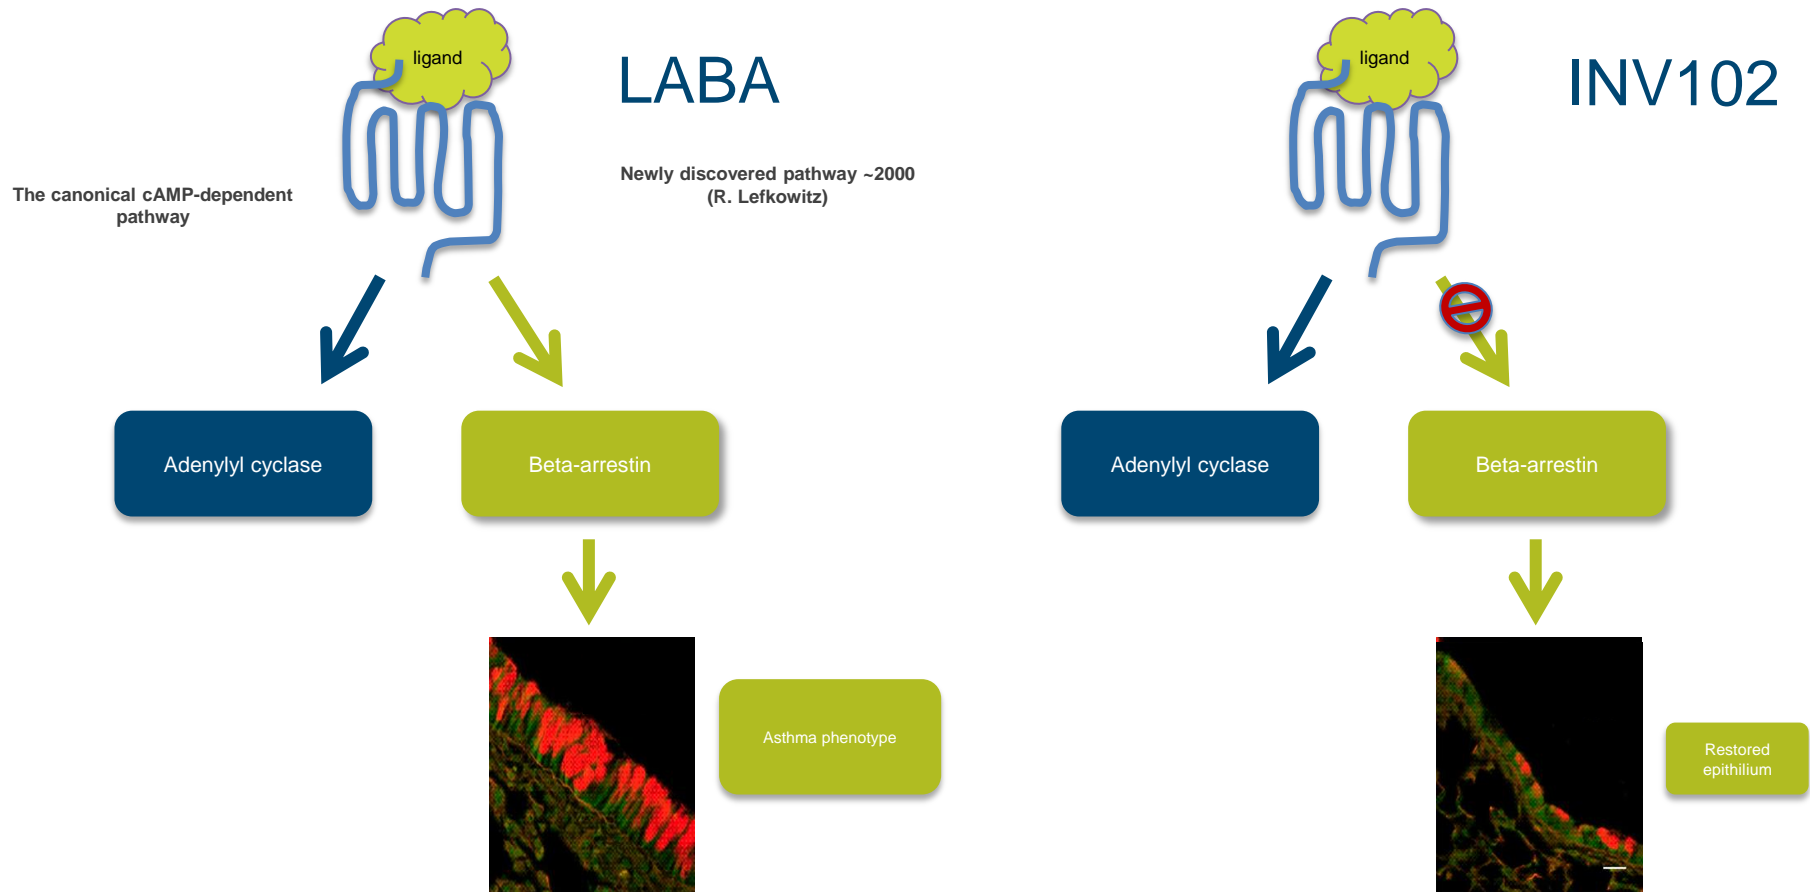 ligand
LABA
The canonical cAMP-dependent
pathway
Newly discovered pathway ~2000
(R. Lefkowitz)
Adenylyl cyclase
Beta-arrestin
Asthma phenotype
ligand
INV102
Adenylyl cyclase
Beta-arrestin
Restored
epithilium